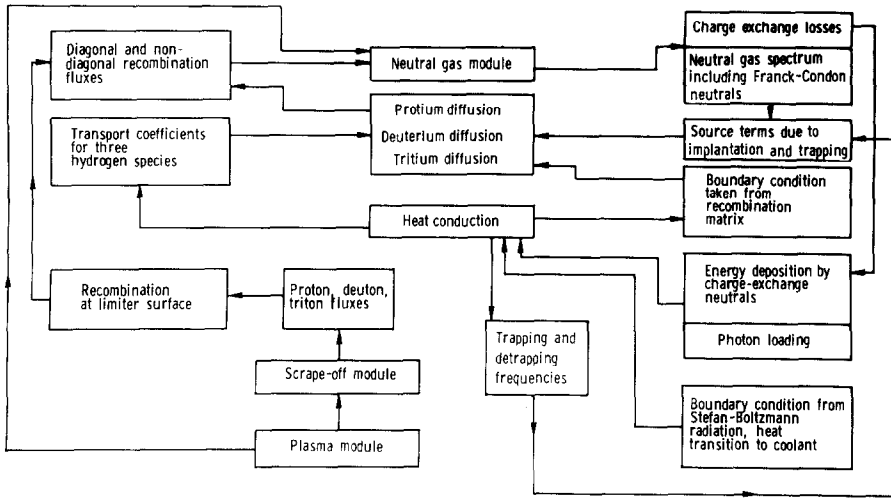 Diagonal and non-
diagonal recombination
fluxes
Neutral gas module
Charge exchange losses
Neutral gas spectrum
including Franck-Condon
neutrals
Protium diffusion
Deuterium diffusion
Tritium diffusion
Transport coefficients
for three
hydrogen species
Source terms due to
implantation and trapping
Boundary condition
taken from
recombination
matrix
Heat conduction
Recombination
at limiter surface
Proton, deuton,
triton fluxes
Energy deposition by
charge-exchange
neutrals
Photon loading
Trapping and
detrapping
frequencies
Scrape-off module
Plasma module
Boundary condition from
Stefan-Boltzmann
radiation, heat
transition to coolant